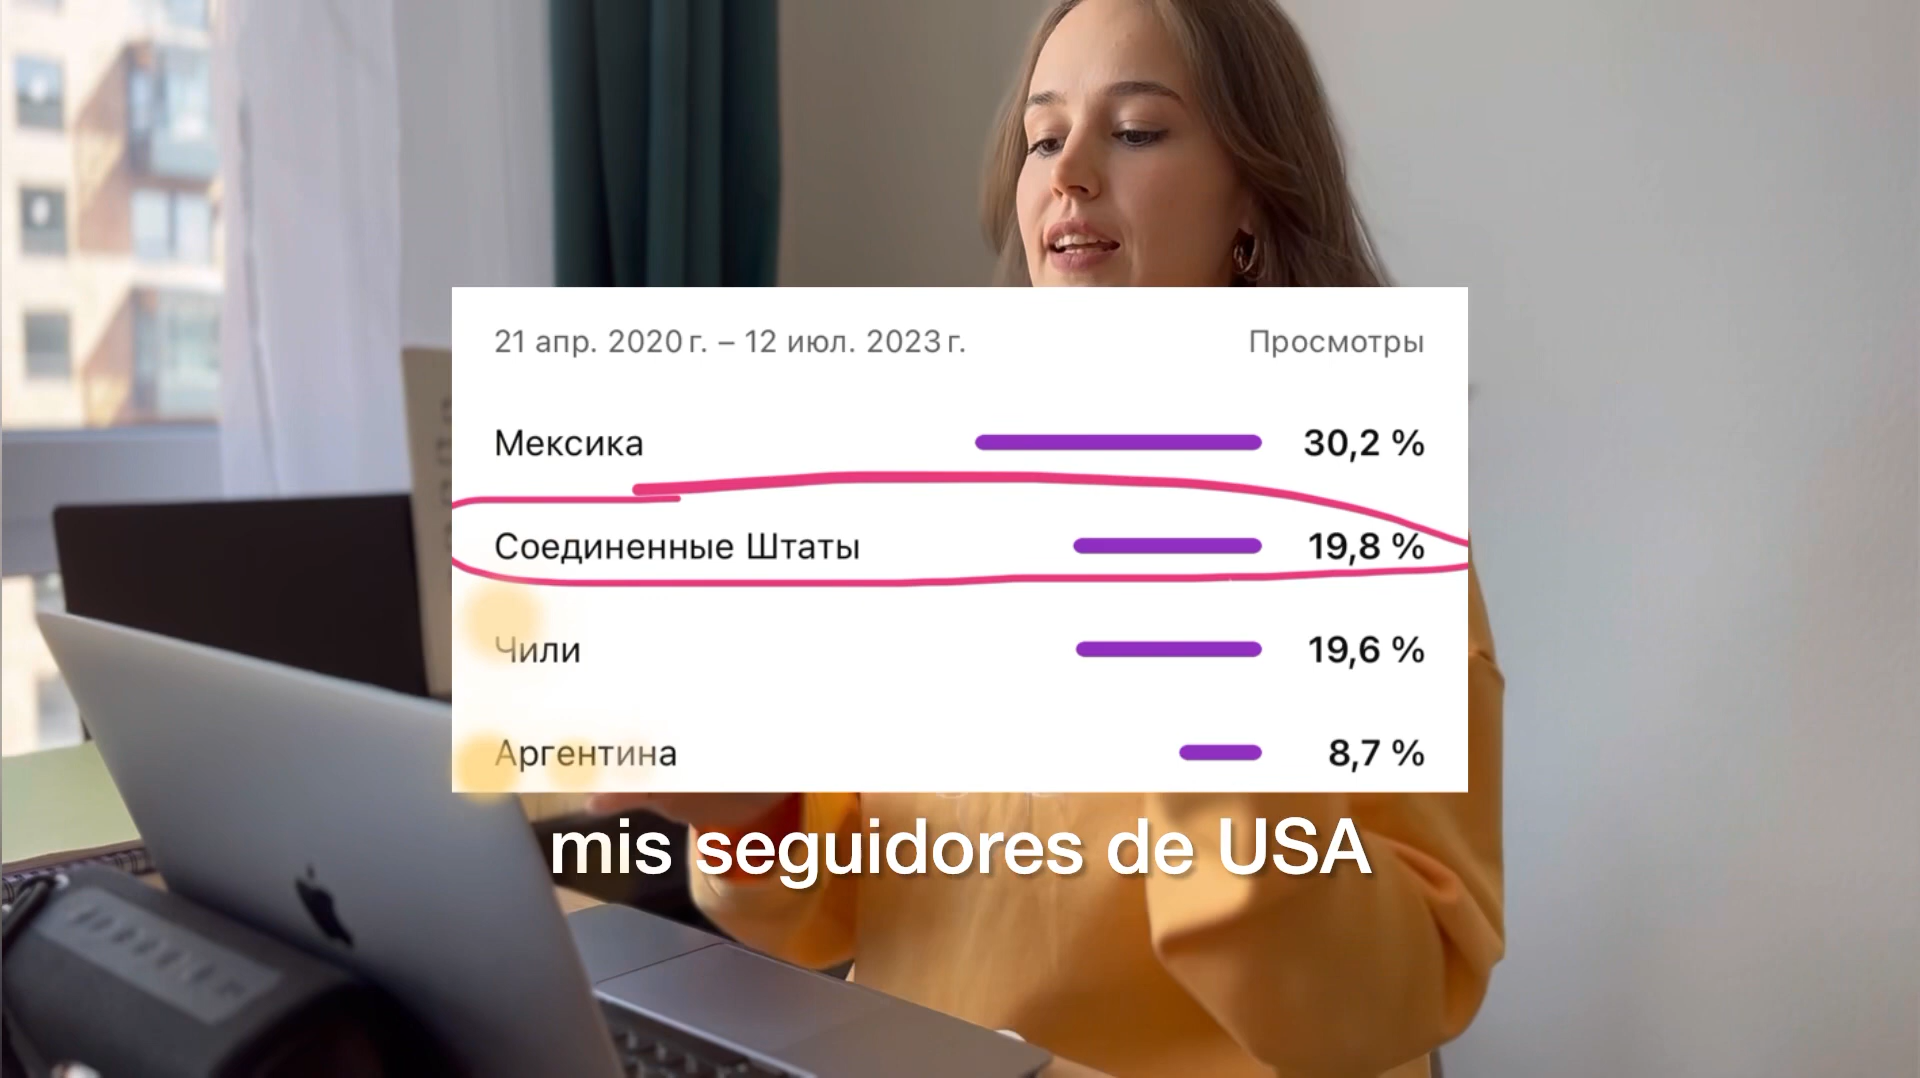 21 апр. 2020 г. – 12 июл. 2023 г. Просмотры
Мексика 30,2 %
Соединенные Штаты 19,8 %
Чили 19,6 %
Аргентина 8,7 %
mis seguidores de USA